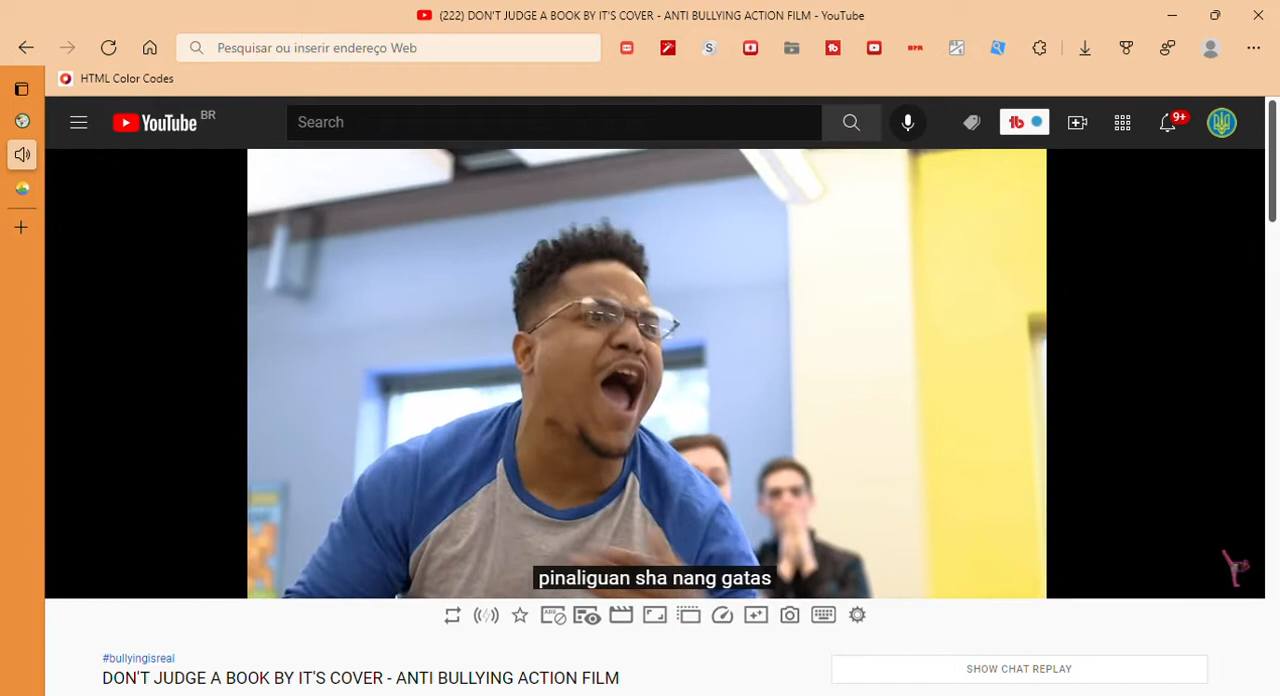 (222) DON'T JUDGE A BOOK BY IT'S COVER - ANTI BULLYING ACTION FILM - YouTube
Pesquisar ou inserir endereço Web
HTML Color Codes
YouTube BR
Search
9+
pinaliguan sha nang gatas
#bullyingisreal
DON'T JUDGE A BOOK BY IT'S COVER - ANTI BULLYING ACTION FILM
SHOW CHAT REPLAY